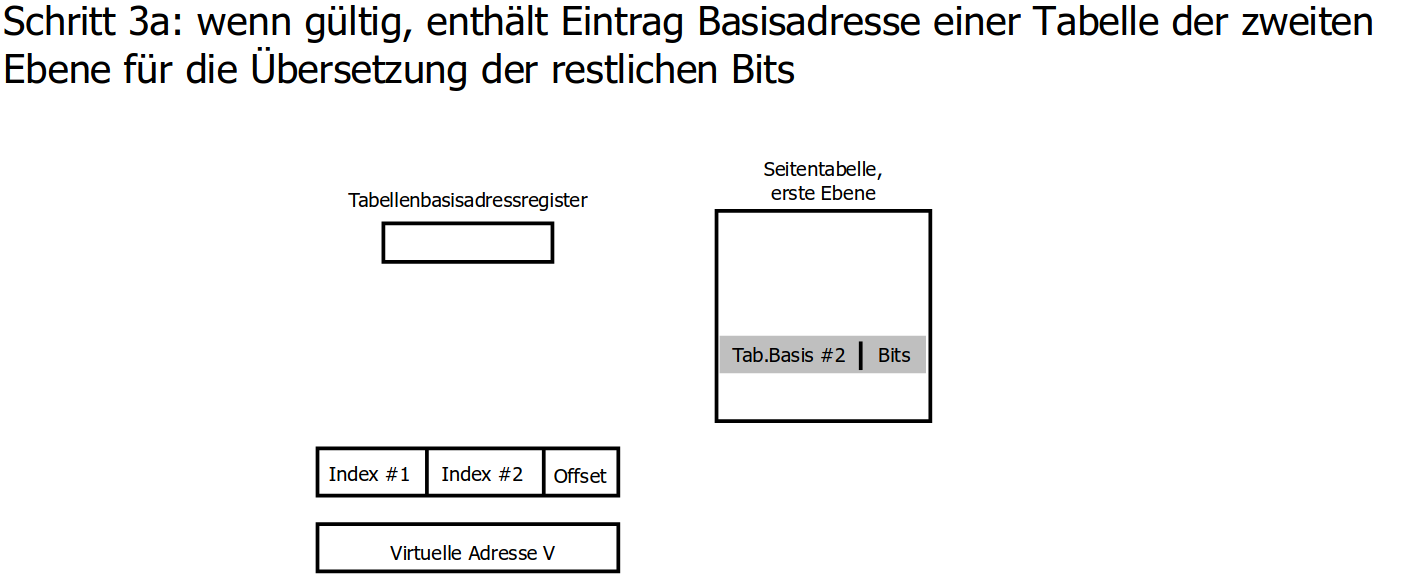 Schritt 3a: wenn gültig, enthält Eintrag Basisadresse einer Tabelle der zweiten
Ebene für die Übersetzung der restlichen Bits
Seitentabelle,
erste Ebene
Tabellenbasisadressregister
Tab.Basis #2 Bits
Index #1 Index #2 Offset
Virtuelle Adresse V